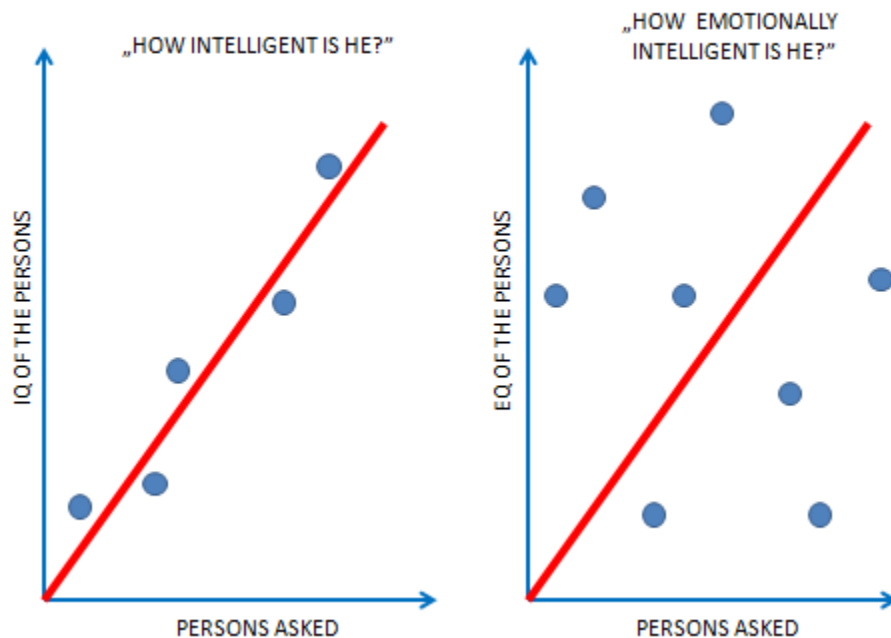 „HOW INTELLIGENT IS HE?”
IQ OF THE PERSONS
PERSONS ASKED
„HOW EMOTIONALLY
INTELLIGENT IS HE?”
EQ OF THE PERSONS
PERSONS ASKED